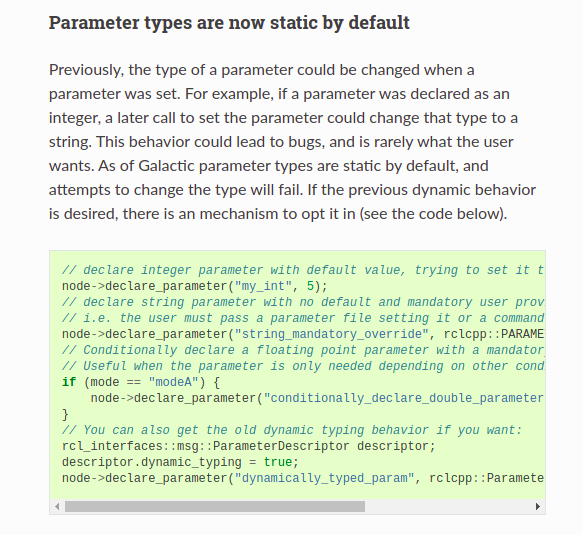 Parameter types are now static by default
Previously, the type of a parameter could be changed when a
parameter was set. For example, if a parameter was declared as an
integer, a later call to set the parameter could change that type to a
string. This behavior could lead to bugs, and is rarely what the user
wants. As of Galactic parameter types are static by default, and
attempts to change the type will fail. If the previous dynamic behavior
is desired, there is an mechanism to opt it in (see the code below).
// declare integer parameter with default value, trying to set it t
node->declare_parameter("my_int", 5);
// declare string parameter with no default and mandatory user prov
// i.e. the user must pass a parameter file setting it or a command
node->declare_parameter("string_mandatory_override", rclcpp::PARAME
// Conditionally declare a floating point parameter with a mandator
// Useful when the parameter is only needed depending on other cond
if (mode == "modeA") {
    node->declare_parameter("conditionally_declare_double_parameter
}
// You can also get the old dynamic typing behavior if you want:
rcl_interfaces::msg::ParameterDescriptor descriptor;
descriptor.dynamic_typing = true;
node->declare_parameter("dynamically_typed_param", rclcpp::Paramete